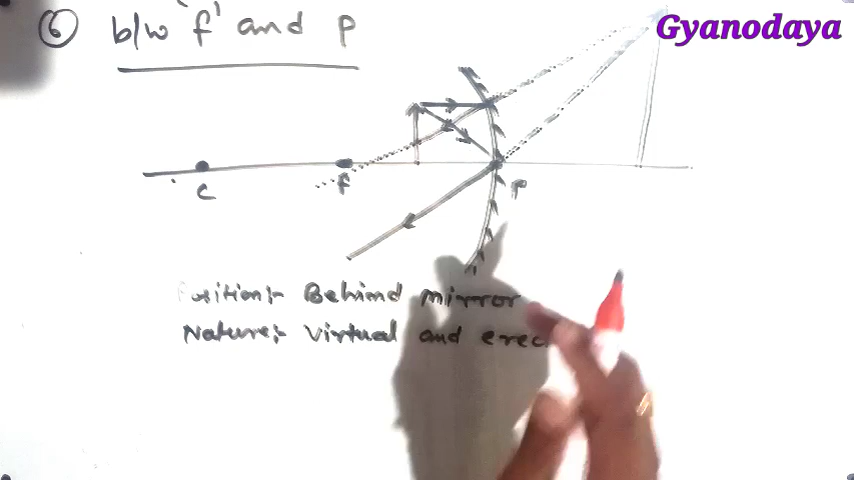 ⑥ b/w 'f' and P
Gyanodaya
C
f
P
Position:- Behind mirror
Nature:- Virtual and erec